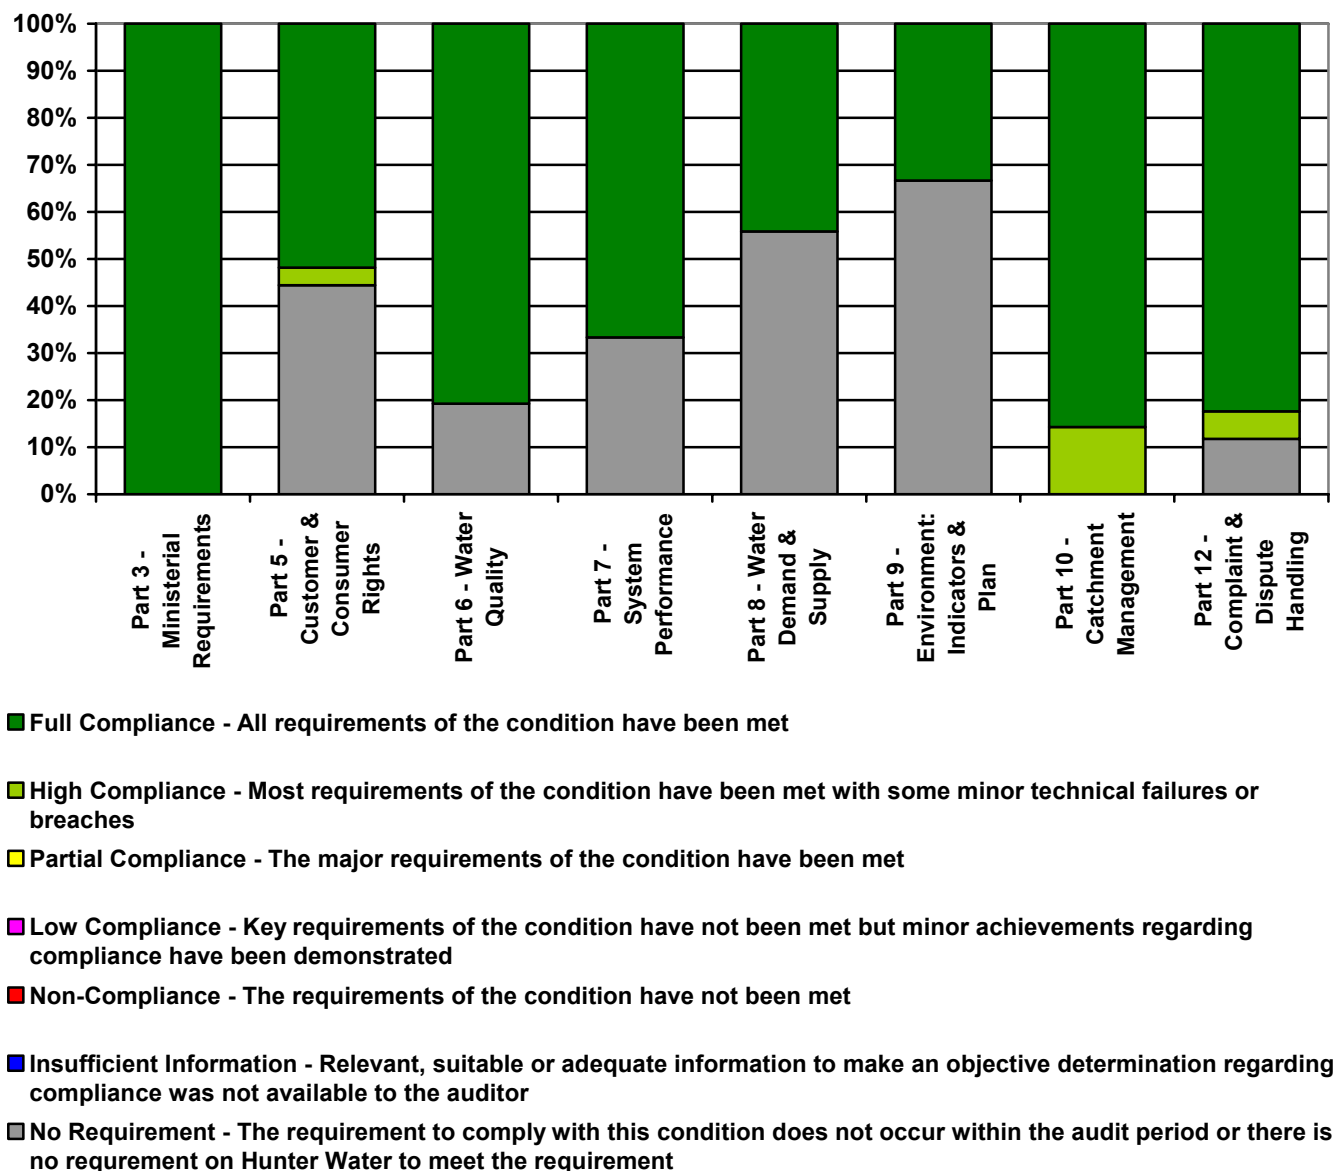 100%
90%
80%
70%
60%
50%
40%
30%
20%
10%
0%
Part 3 -
Ministerial
Requirements
Part 5 -
Customer &
Consumer
Rights
Part 6 - Water
Quality
Part 7 -
System
Performance
Part 8 - Water
Demand &
Supply
Part 9 -
Environment:
Indicators &
Plan
Part 10 -
Catchment
Management
Part 12 -
Complaint &
Dispute
Handling
Full Compliance - All requirements of the condition have been met
High Compliance - Most requirements of the condition have been met with some minor technical failures or
breaches
Partial Compliance - The major requirements of the condition have been met
Low Compliance - Key requirements of the condition have not been met but minor achievements regarding
compliance have been demonstrated
Non-Compliance - The requirements of the condition have not been met
Insufficient Information - Relevant, suitable or adequate information to make an objective determination regarding
compliance was not available to the auditor
No Requirement - The requirement to comply with this condition does not occur within the audit period or there is
no requrement on Hunter Water to meet the requirement